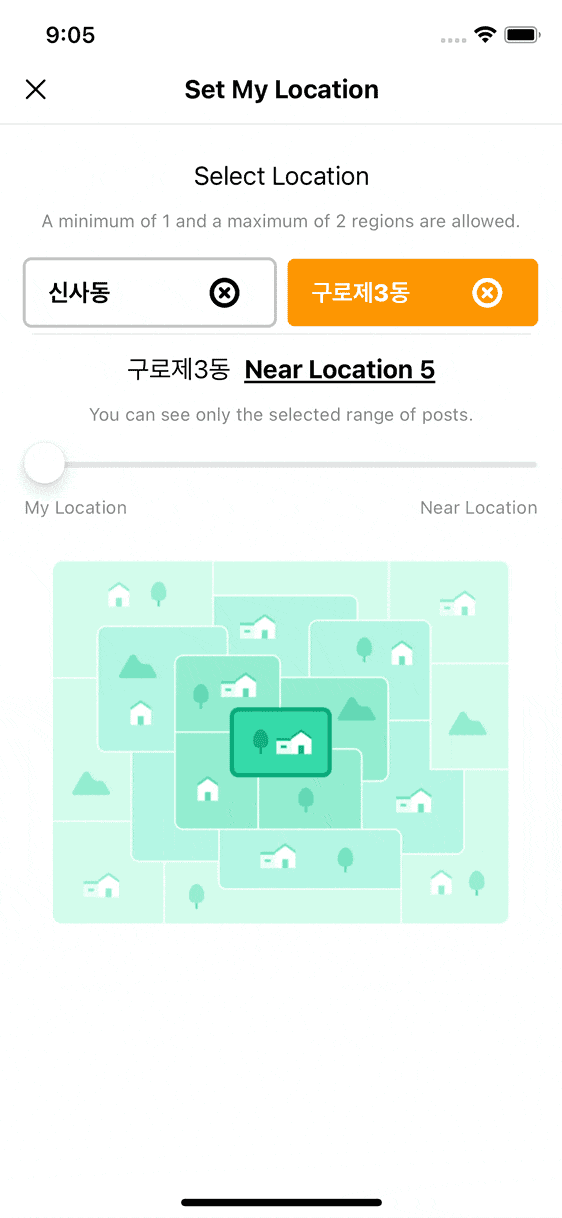 9:05
Set My Location
Select Location
A minimum of 1 and a maximum of 2 regions are allowed.
신사동 구로제3동
구로제3동 Near Location 5
You can see only the selected range of posts.
My Location Near Location